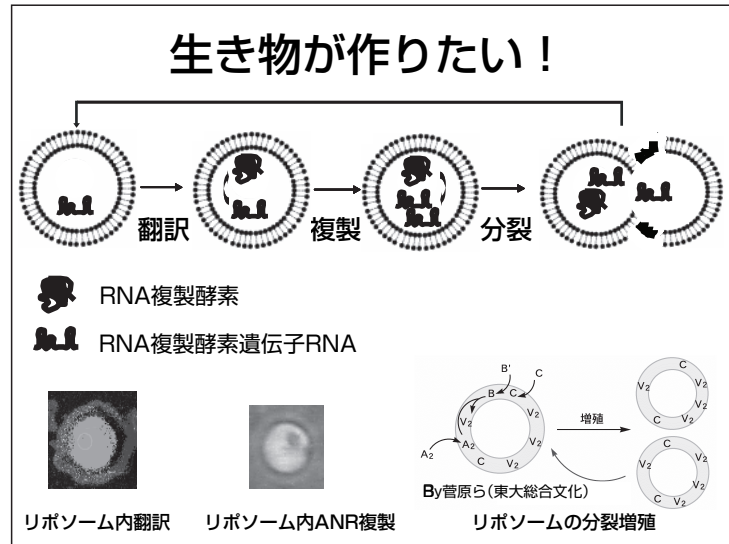 生き物が作りたい！
翻訳
複製
分裂
RNA複製酵素
RNA複製酵素遺伝子RNA
B'
C
B
C
V2
V2
A2
V2
A2
C
V2
増殖
C
V2
V2
V2
C
V2
C
V2
V2
V2
C
V2
By菅原ら（東大総合文化）
リポソーム内翻訳
リポソーム内ANR複製
リポソームの分裂増殖